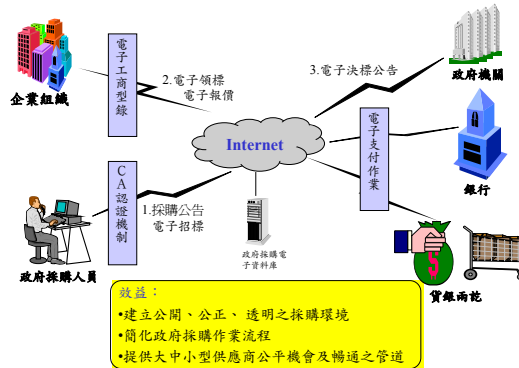 電子工商型錄
2.電子領標
電子報價
3.電子決標公告
企業組織
政府機關
Internet
電子支付作業
銀行
CA認證機制
1.採購公告
電子招標
政府採購電
子資料庫
政府採購人員
$
貨銀兩訖
效益：
•建立公開、公正、透明之採購環境
•簡化政府採購作業流程
•提供大中小型供應商公平機會及暢通之管道